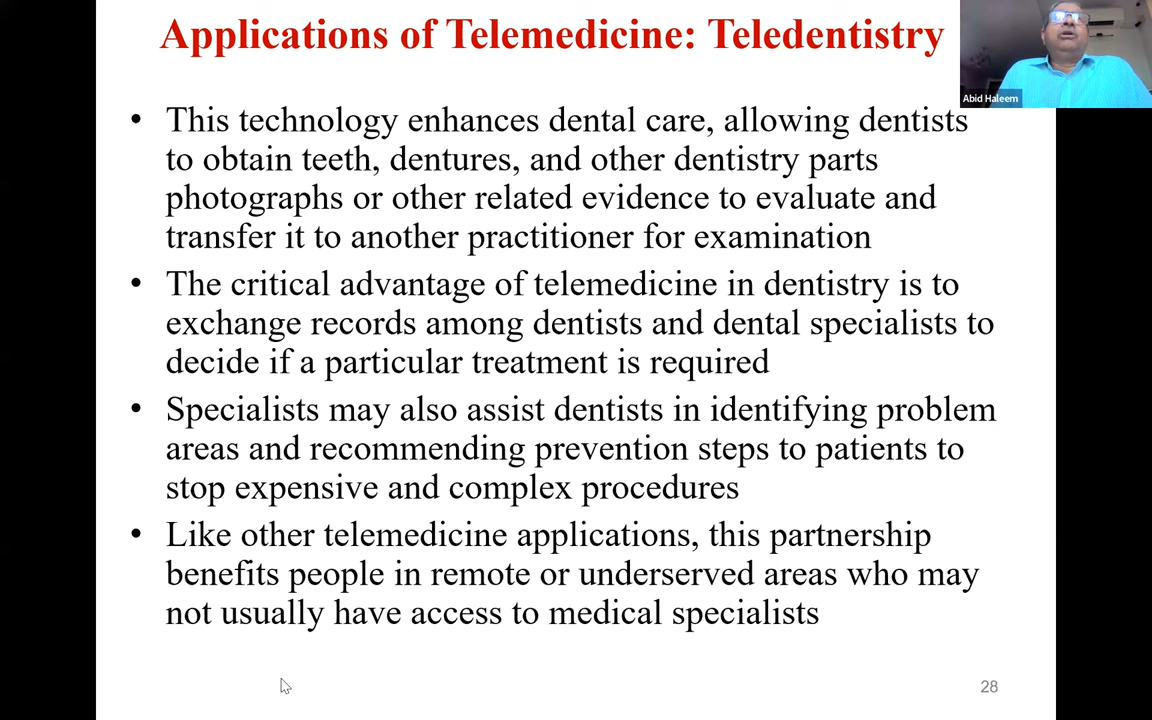 Applications of Telemedicine: Teledentistry
Abid Haleem
• This technology enhances dental care, allowing dentists
to obtain teeth, dentures, and other dentistry parts
photographs or other related evidence to evaluate and
transfer it to another practitioner for examination
• The critical advantage of telemedicine in dentistry is to
exchange records among dentists and dental specialists to
decide if a particular treatment is required
• Specialists may also assist dentists in identifying problem
areas and recommending prevention steps to patients to
stop expensive and complex procedures
• Like other telemedicine applications, this partnership
benefits people in remote or underserved areas who may
not usually have access to medical specialists
28